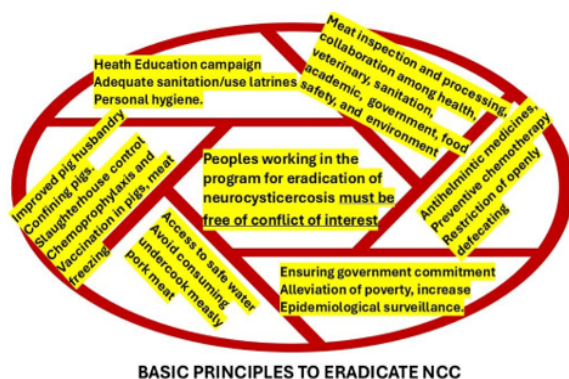 Heath Education campaign
Adequate sanitation/use latrines
Personal hygiene.
Meat inspection and processing,
collaboration among health,
veterinary, sanitation,
academic, government, food
safety, and environment
Antihelmintic medicines,
Preventive chemotherapy
Restriction of openly
defecating
Improved pig husbandry
Confining pigs.
Slaughterhouse control
Chemoprophylaxis and
Vaccination in pigs, meat
freezing
Peoples working in the
program for eradication of
neurocysticercosis must be
free of conflict of interest
Access to safe water
Avoid consuming
undercook measly
pork meat
Ensuring government commitment
Alleviation of poverty, increase
Epidemiological surveillance.
BASIC PRINCIPLES TO ERADICATE NCC